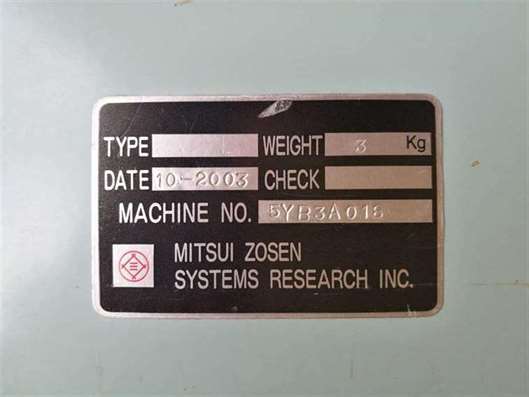 TYPE WEIGHT 3 Kg
DATE 10-2003 CHECK
MACHINE NO. 5YB3A018
MITSUI ZOSEN
SYSTEMS RESEARCH INC.